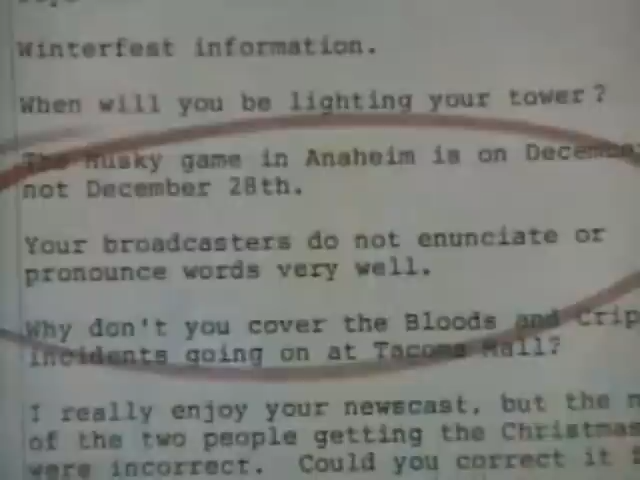 Winterfest information.
When will you be lighting your tower?
The Husky game in Anaheim is on Decembe
not December 28th.
Your broadcasters do not enunciate or
pronounce words very well.
Why don't you cover the Bloods and Crip
incidents going on at Tacoma Mall?
I really enjoy your newscast, but the n
of the two people getting the Christmas
were incorrect. Could you correct it